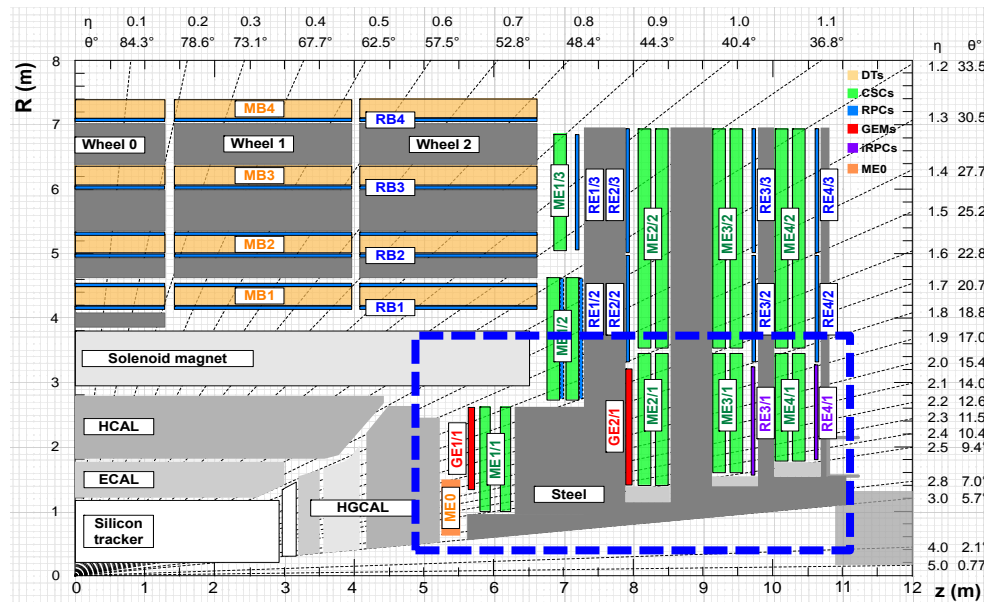 η 0.1 0.2 0.3 0.4 0.5 0.6 0.7 0.8 0.9 1.0 1.1
θ° 84.3° 78.6° 73.1° 67.7° 62.5° 57.5° 52.8° 48.4° 44.3° 40.4° 36.8° η θ°
R (m)
8
7
6
5
4
3
2
1
0
1.2 33.5
1.3 30.5
1.4 27.7
1.5 25.2
1.6 22.8
1.7 20.7
1.8 18.8
1.9 17.0
2.0 15.4
2.1 14.0
2.2 12.6
2.3 11.5
2.4 10.4
2.5 9.4°
2.8 7.0°
3.0 5.7°
4.0 2.1°
5.0 0.77°
DTs
CSCs
RPCs
GEMs
iRPCs
ME0
MB4
RB4
Wheel 0
Wheel 1
Wheel 2
MB3
RB3
MB2
RB2
MB1
RB1
ME1/3
RE1/3
RE2/3
ME2/2
ME3/2
RE3/3
ME4/2
RE4/3
ME1/2
RE1/2
RE2/2
RE3/2
RE4/2
Solenoid magnet
HCAL
ECAL
Silicon
tracker
HGCAL
GE1/1
ME1/1
ME0
Steel
GE2/1
ME2/1
ME3/1
RE3/1
ME4/1
RE4/1
0 1 2 3 4 5 6 7 8 9 10 11 12
z (m)